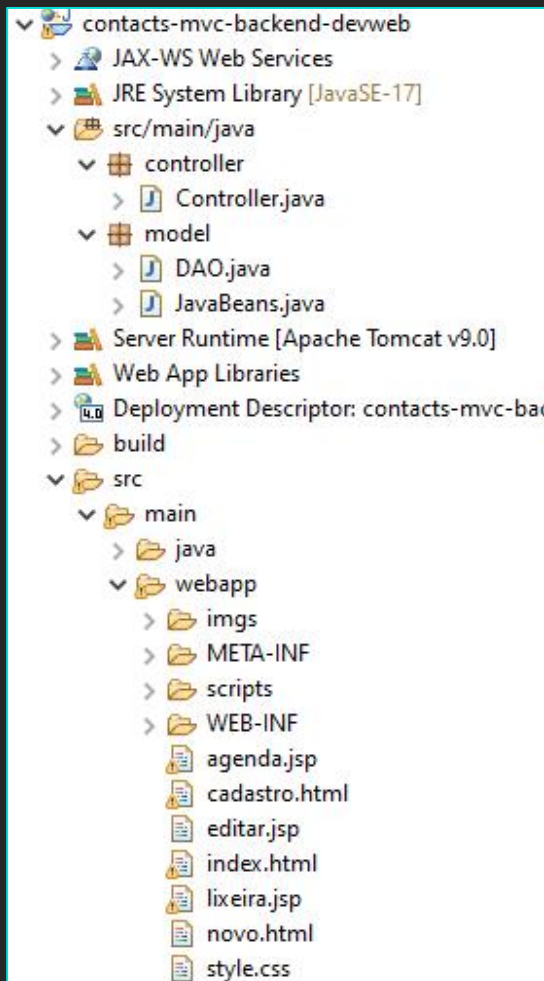 contacts-mvc-backend-devweb
JAX-WS Web Services
JRE System Library [JavaSE-17]
src/main/java
controller
Controller.java
model
DAO.java
JavaBeans.java
Server Runtime [Apache Tomcat v9.0]
Web App Libraries
4.0 Deployment Descriptor: contacts-mvc-bac
build
src
main
java
webapp
imgs
META-INF
scripts
WEB-INF
agenda.jsp
cadastro.html
editar.jsp
index.html
lixeira.jsp
novo.html
style.css